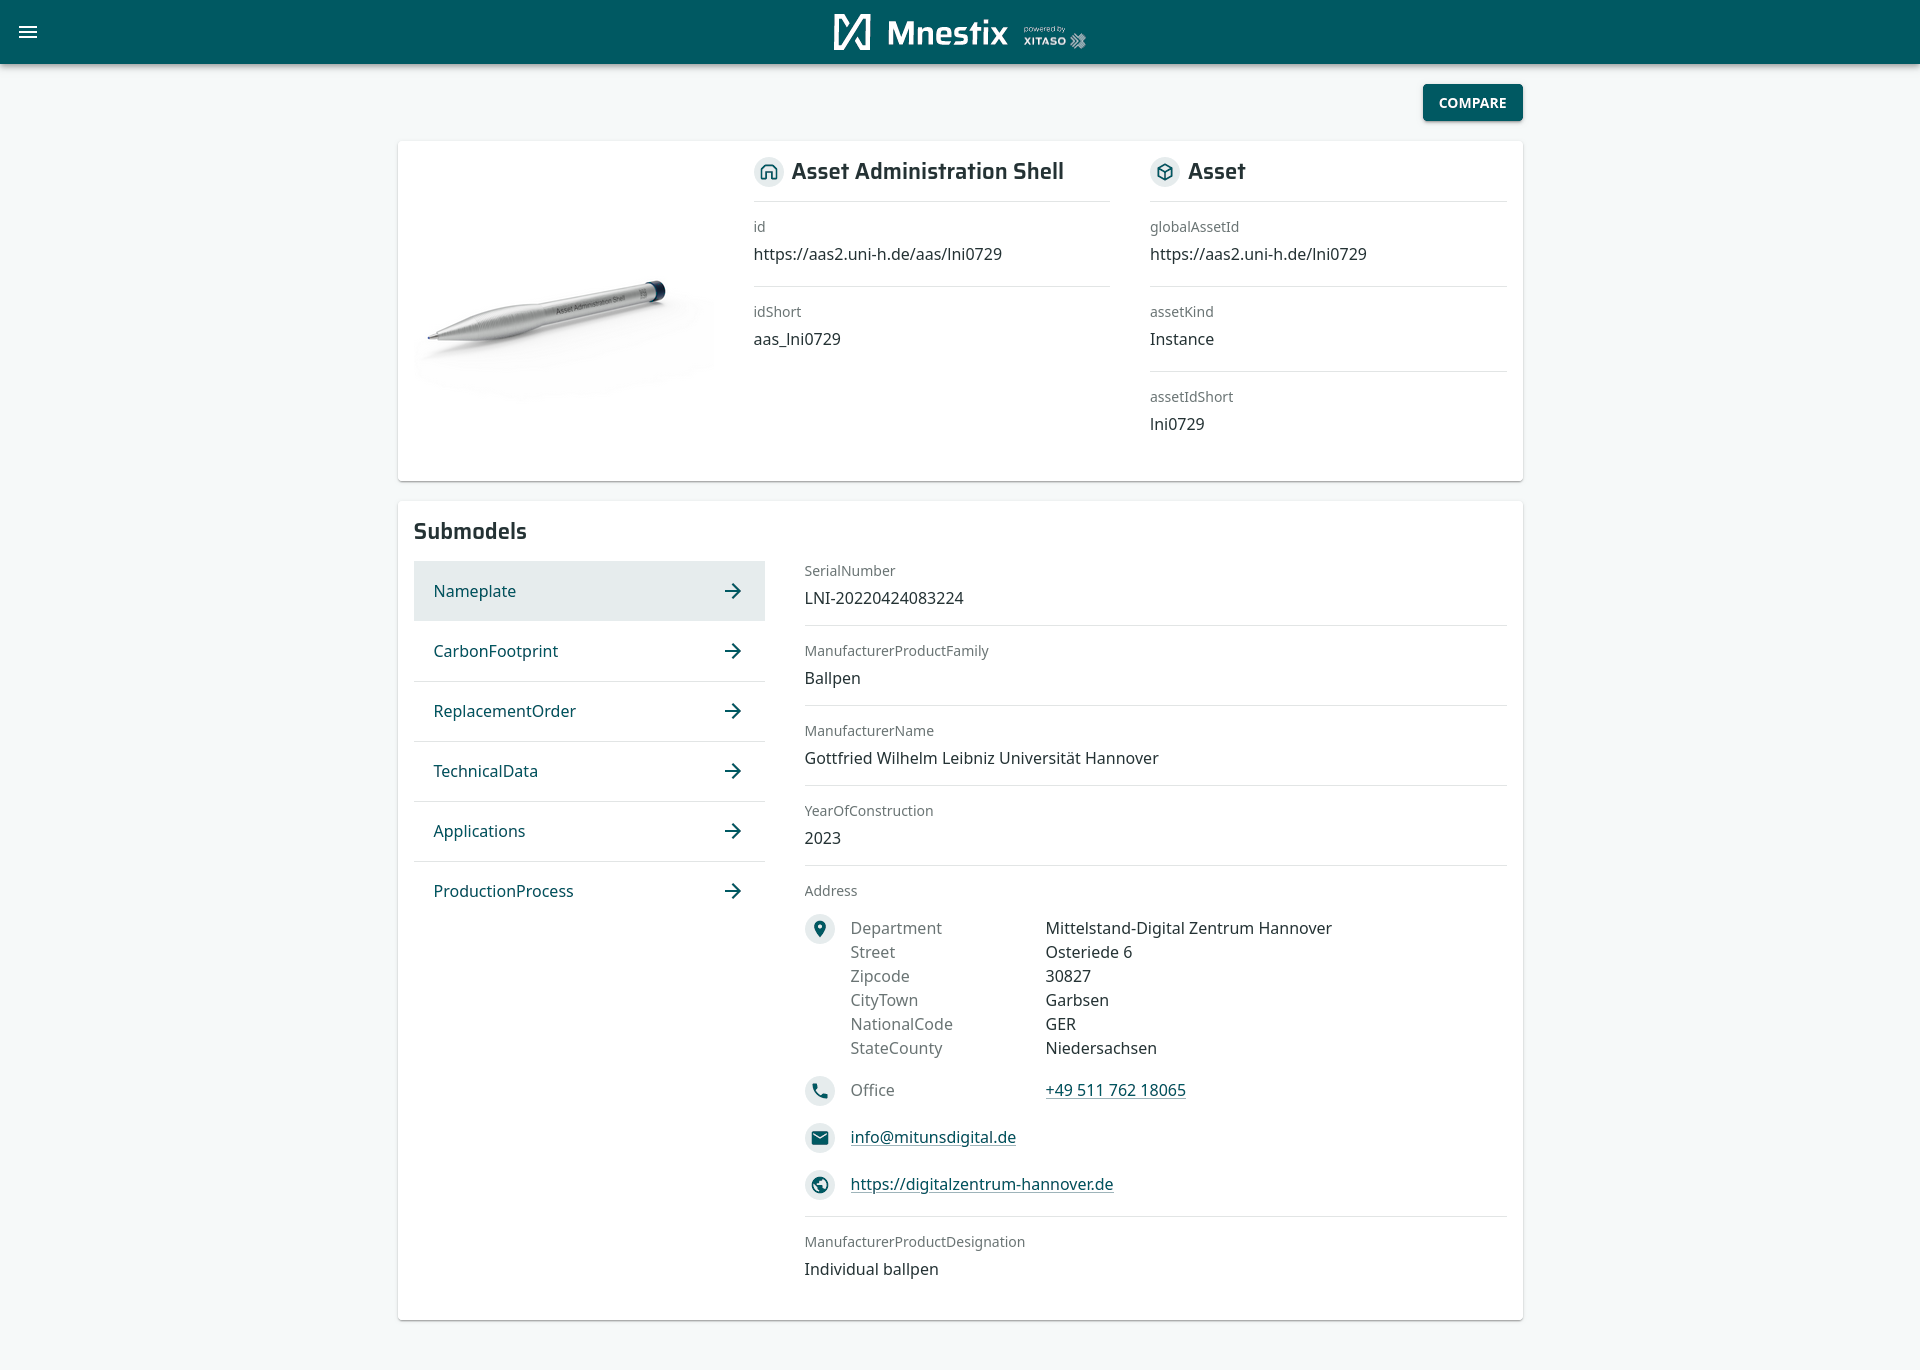 Mnestix
powered by
XITASO
COMPARE
Asset Administration Shell
id
https://aas2.uni-h.de/aas/lni0729
idShort
aas_lni0729
Asset
globalAssetId
https://aas2.uni-h.de/lni0729
assetKind
Instance
assetIdShort
lni0729
Asset Administration Shell
Submodels
Nameplate
CarbonFootprint
ReplacementOrder
TechnicalData
Applications
ProductionProcess
SerialNumber
LNI-20220424083224
ManufacturerProductFamily
Ballpen
ManufacturerName
Gottfried Wilhelm Leibniz Universität Hannover
YearOfConstruction
2023
Address
Department Mittelstand-Digital Zentrum Hannover
Street Osteriede 6
Zipcode 30827
CityTown Garbsen
NationalCode GER
StateCounty Niedersachsen
Office +49 511 762 18065
info@mitunsdigital.de
https://digitalzentrum-hannover.de
ManufacturerProductDesignation
Individual ballpen